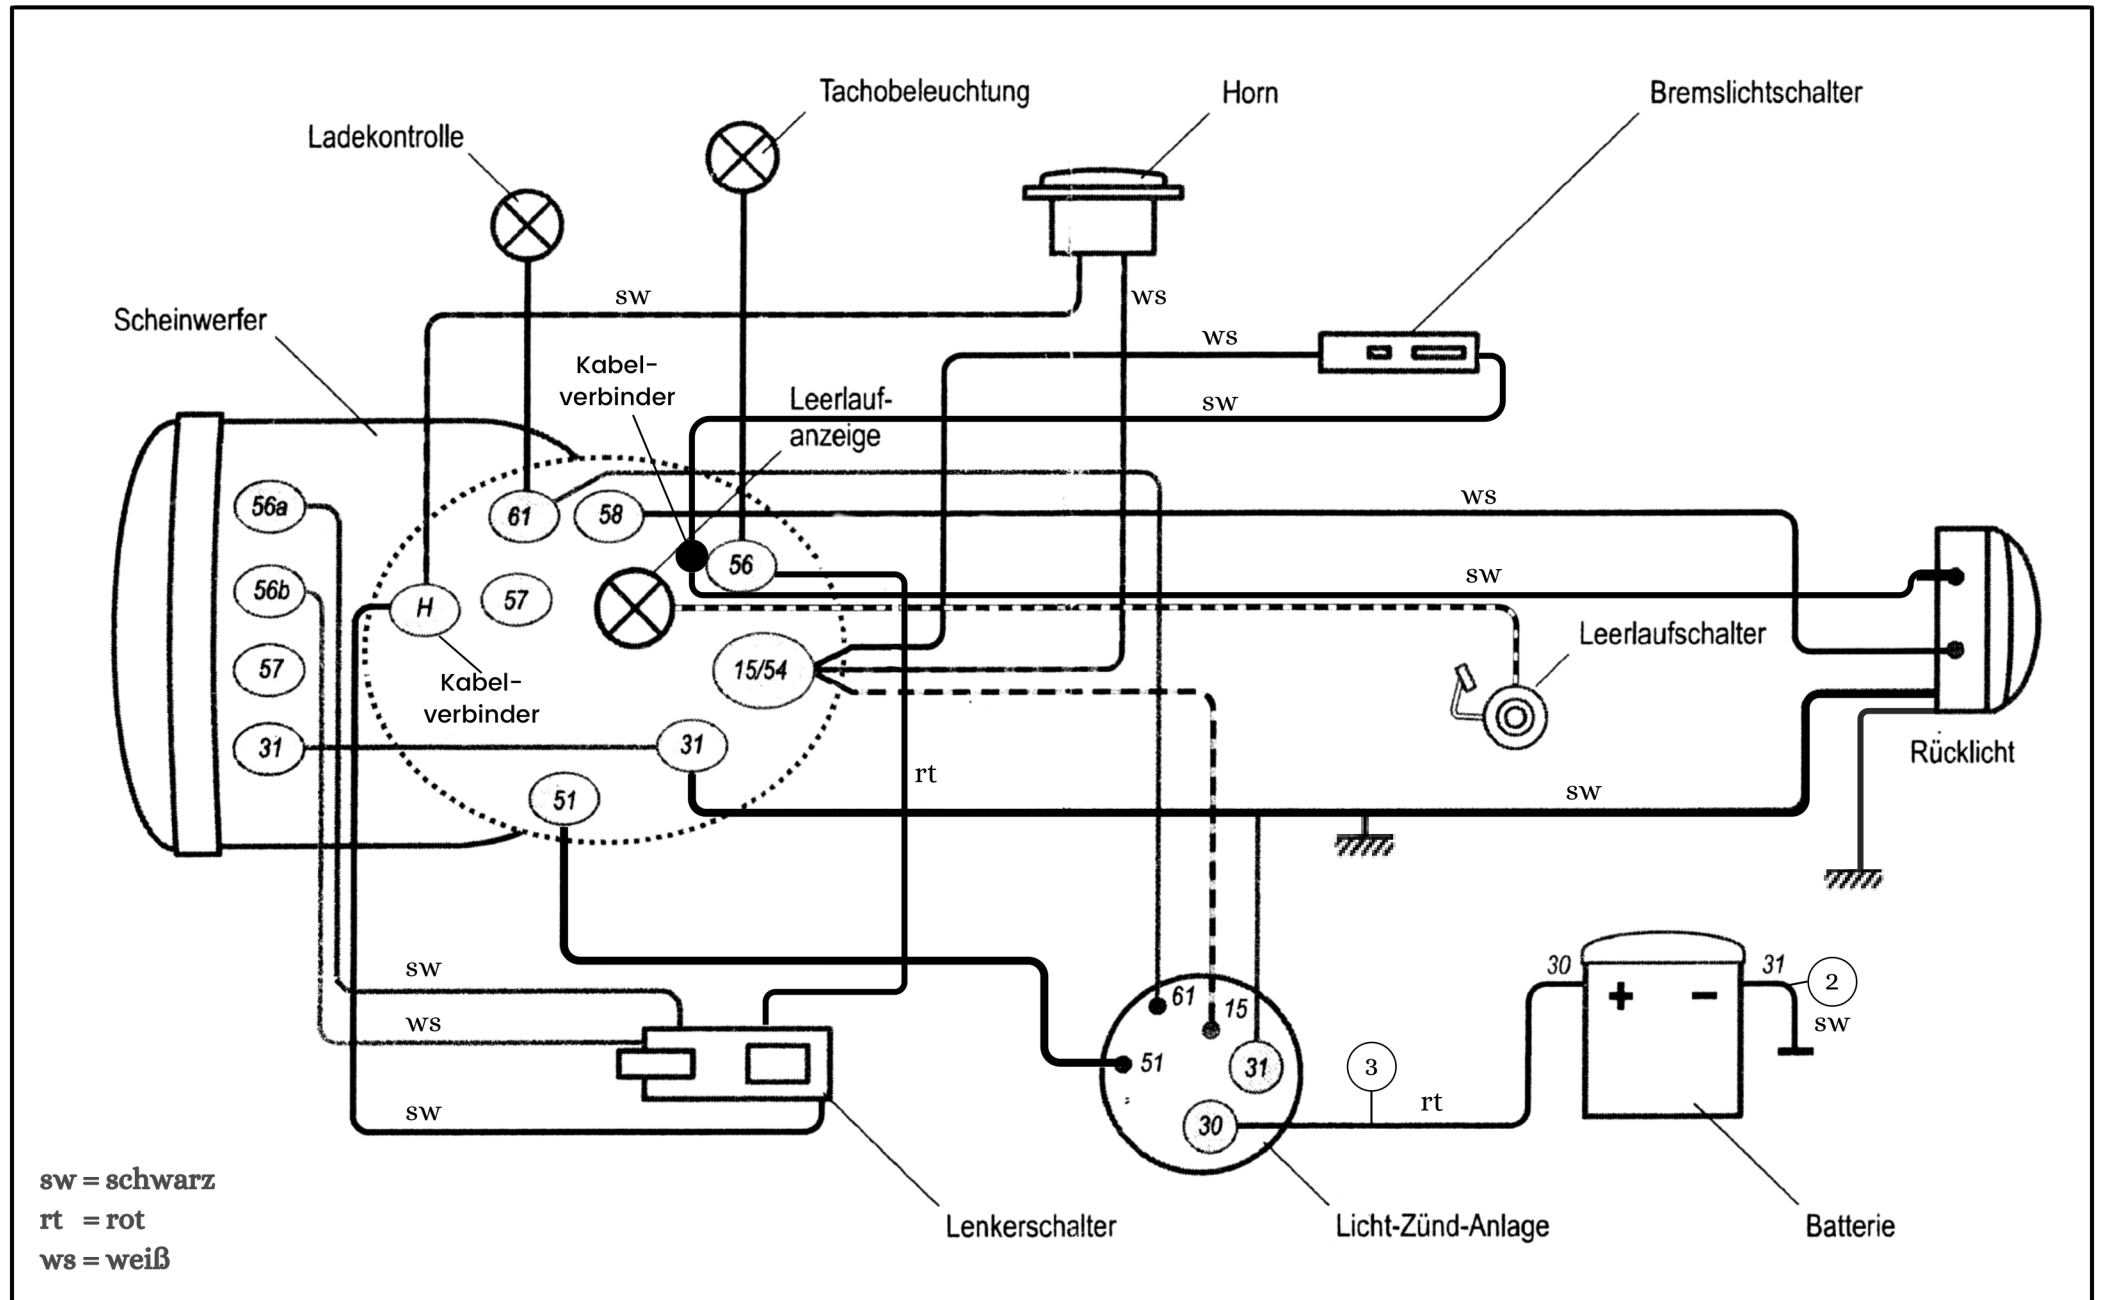 Tachobeleuchtung
Horn
Bremslichtschalter
Ladekontrolle
sw
ws
Scheinwerfer
ws
Kabel-
verbinder
Leerlauf-
anzeige
sw
56a
61
58
ws
56
sw
56b
H
57
Leerlaufschalter
57
15/54
Kabel-
verbinder
31
31
Rücklicht
51
rt
sw
sw
30
31
2
+
−
61
15
sw
ws
51
31
3
rt
sw
30
sw = schwarz
rt = rot
ws = weiß
Lenkerschalter
Licht-Zünd-Anlage
Batterie